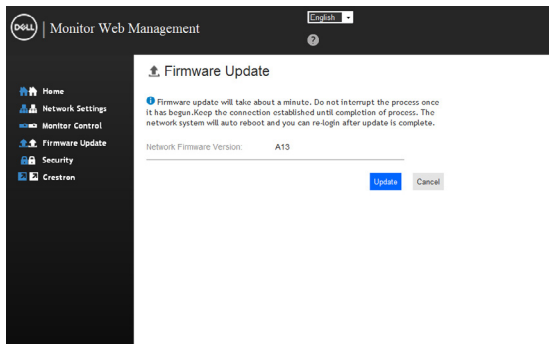 DELL | Monitor Web Management
English
?
Home
Network Settings
Monitor Control
Firmware Update
Security
Crestron
Firmware Update
Firmware update will take about a minute. Do not interrupt the process once
it has begun.Keep the connection established until completion of process. The
network system will auto reboot and you can re-login after update is complete.
Network Firmware Version: A13
Update Cancel